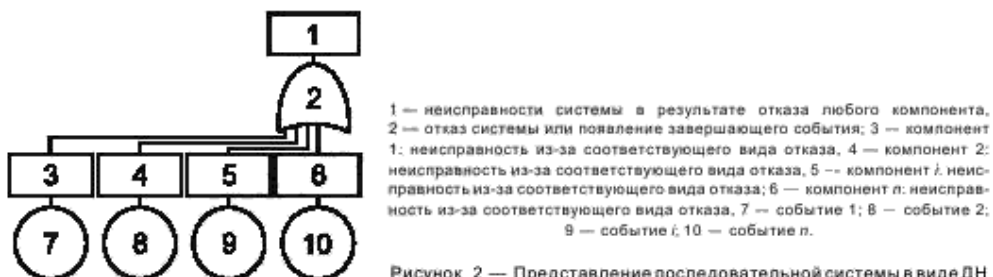 1
2
3 4 5 6
7 8 9 10
1 — неисправности системы в результате отказа любого компонента,
2 — отказ системы или появление завершающего события; 3 — компонент
1: неисправность из-за соответствующего вида отказа, 4 — компонент 2:
неисправность из-за соответствующего вида отказа, 5 -- компонент i. неис-
правность из-за соответствующего вида отказа; 6 — компонент n: неисправ-
ность из-за соответствующего вида отказа, 7 — событие 1; 8 — событие 2;
9 — событие i; 10 — событие n.
Рисунок 2 — Представление последовательной системы в виде ДН